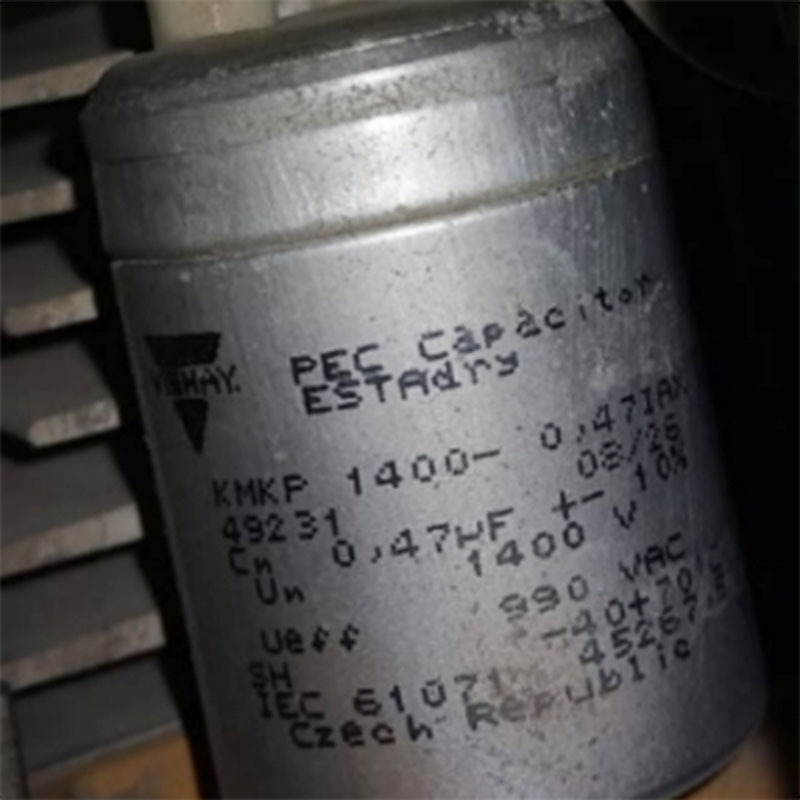 VISHAY.
PEC Capacitor
ESTAdry
KMKP 1400- 0,47IAX
49231 08/26
Cn 0,47µF +- 10%
Un 1400 V
ueff 990 VAC
SH -40+70
IEC 61071 45267
Czech Republic